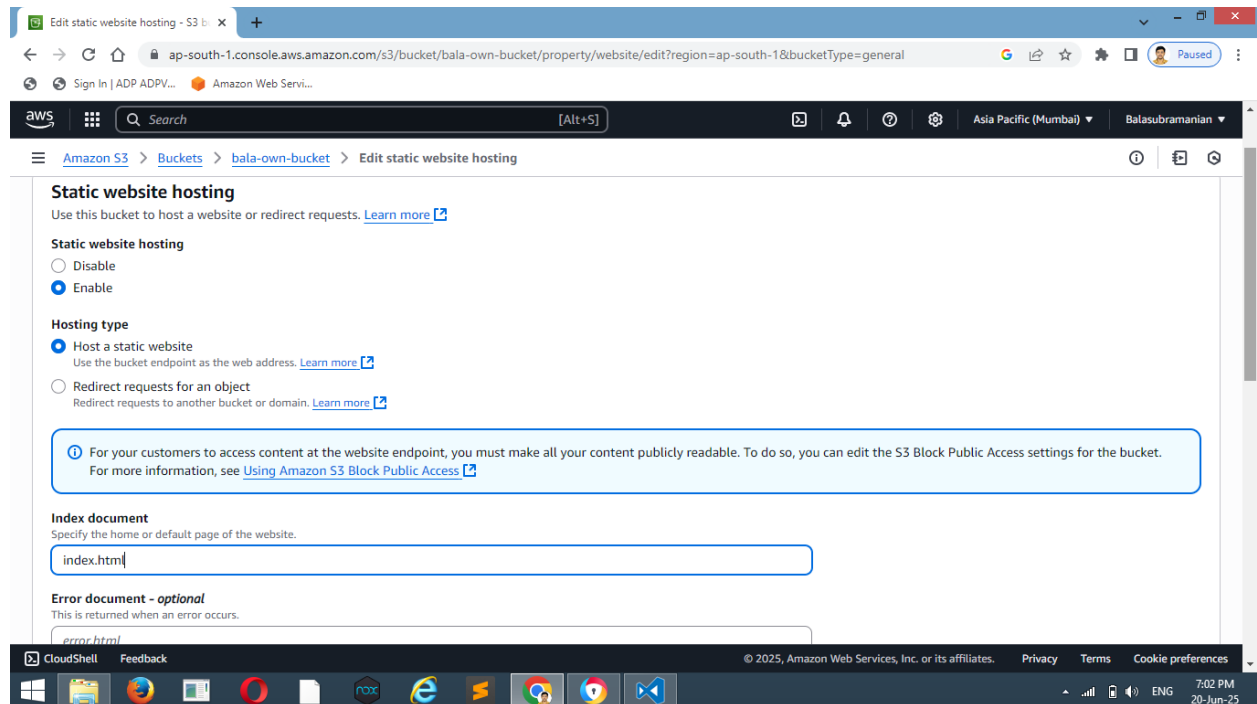 Edit static website hosting - S3 b
ap-south-1.console.aws.amazon.com/s3/bucket/bala-own-bucket/property/website/edit?region=ap-south-1&bucketType=general
G
Paused
Sign In | ADP ADPV...
Amazon Web Servi...
aws
Search
[Alt+S]
Asia Pacific (Mumbai)
Balasubramanian
Amazon S3 > Buckets > bala-own-bucket > Edit static website hosting
Static website hosting
Use this bucket to host a website or redirect requests. Learn more
Static website hosting
Disable
Enable
Hosting type
Host a static website
Use the bucket endpoint as the web address. Learn more
Redirect requests for an object
Redirect requests to another bucket or domain. Learn more
For your customers to access content at the website endpoint, you must make all your content publicly readable. To do so, you can edit the S3 Block Public Access settings for the bucket.
For more information, see Using Amazon S3 Block Public Access
Index document
Specify the home or default page of the website.
index.html
Error document - optional
This is returned when an error occurs.
error.html
CloudShell
Feedback
© 2025, Amazon Web Services, Inc. or its affiliates.
Privacy
Terms
Cookie preferences
nox
ENG
7:02 PM
20-Jun-25